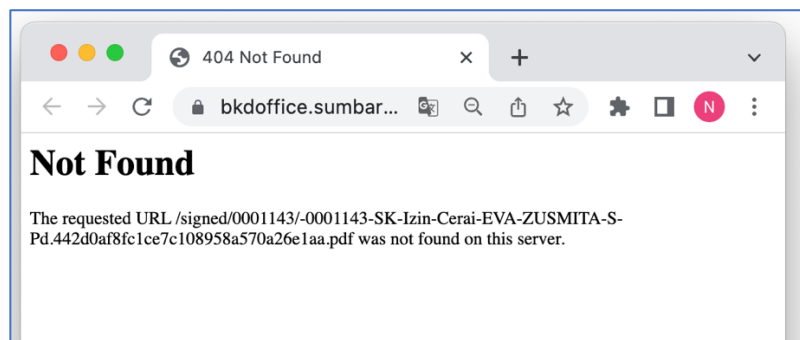 404 Not Found
bkdoffice.sumbar...
N
Not Found
The requested URL /signed/0001143/-0001143-SK-Izin-Cerai-EVA-ZUSMITA-S-
Pd.442d0af8fc1ce7c108958a570a26e1aa.pdf was not found on this server.